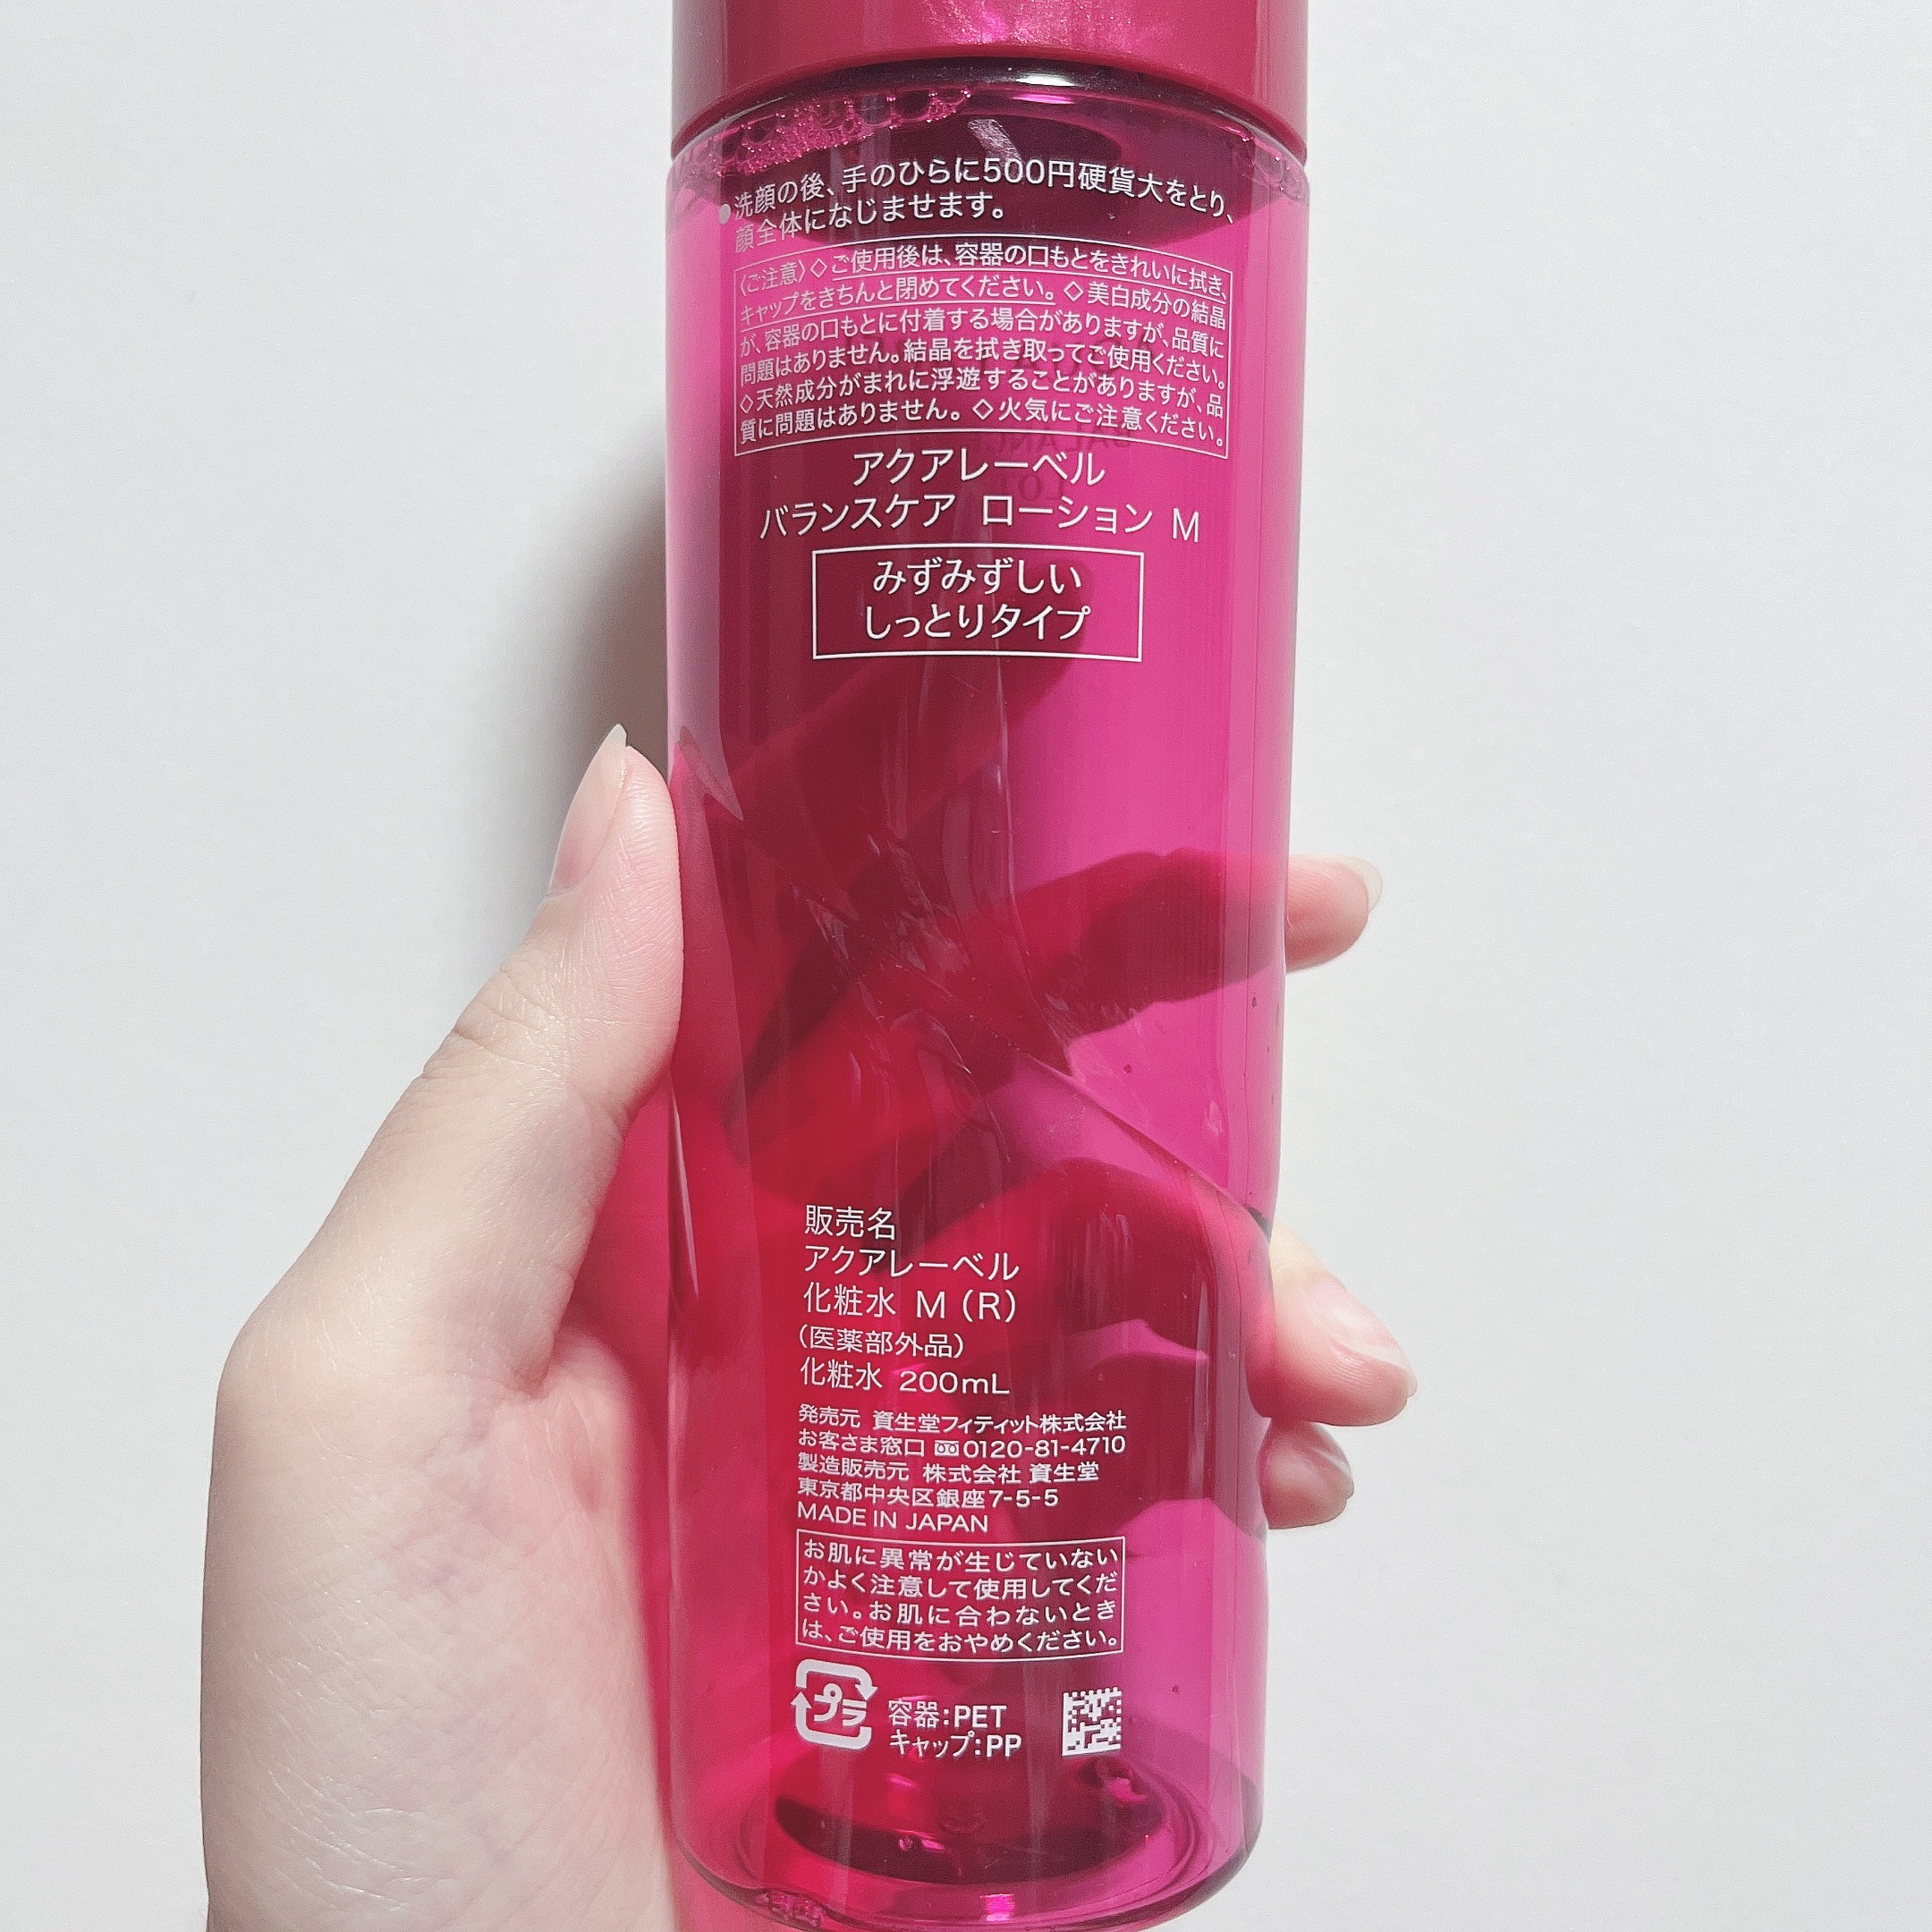 ●洗顔の後、手のひらに500円硬貨大をとり、
顔全体になじませます。
〈ご注意〉◇ご使用後は、容器の口もとをきれいに拭き、
キャップをきちんと閉めてください。◇美白成分の結晶
が、容器の口もとに付着する場合がありますが、品質に
問題はありません。結晶を拭き取ってご使用ください。
◇天然成分がまれに浮遊することがありますが、品
質に問題はありません。◇火気にご注意ください。
アクアレーベル
バランスケア ローション M
みずみずしい
しっとりタイプ
販売名
アクアレーベル
化粧水 M (R)
(医薬部外品)
化粧水 200mL
発売元 資生堂フィティット株式会社
お客さま窓口 0120-81-4710
製造販売元 株式会社 資生堂
東京都中央区銀座7-5-5
MADE IN JAPAN
お肌に異常が生じていない
かよく注意して使用してくだ
さい。お肌に合わないとき
は、ご使用をおやめください。
プラ
容器:PET
キャップ:PP